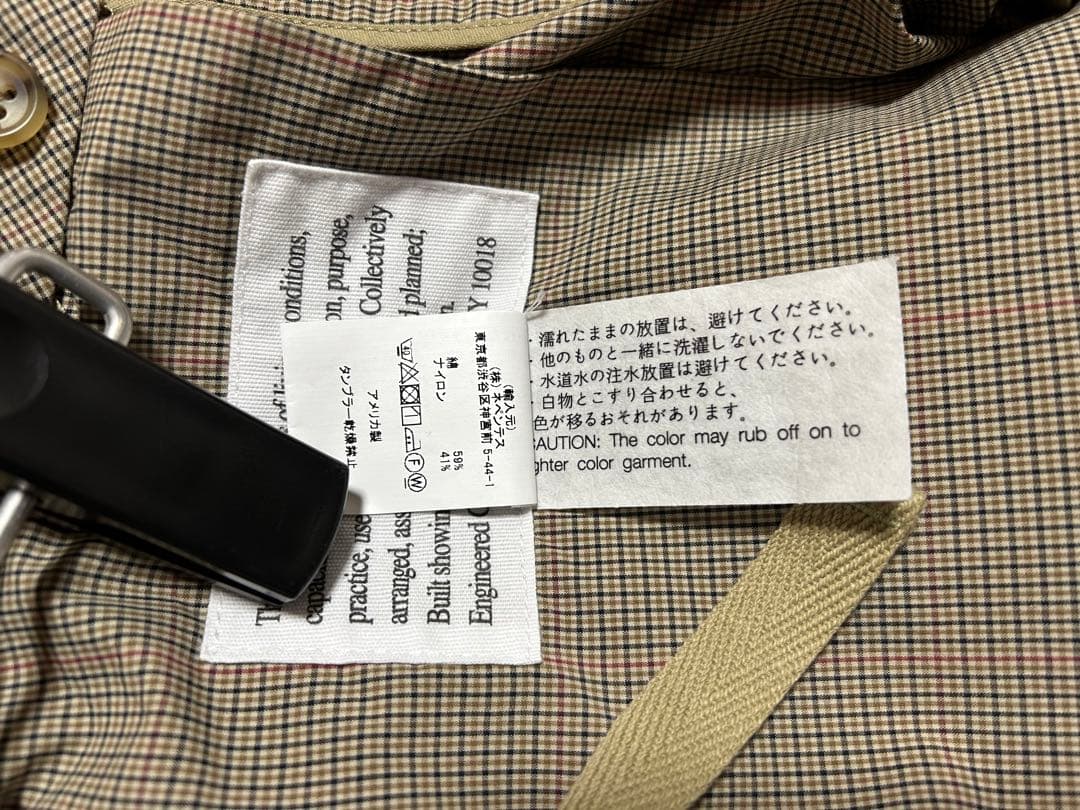 onditions,
on, purpose,
Collectively
planned;
Y 10018
practice, use
arranged, ass
Built showin
Engineered
(輸入元)
(株)ネペンテス
東京都渋谷区神宮前 5-44-1
綿 59%
ナイロン 41%
アメリカ製
タンブラー乾燥禁止
・濡れたままの放置は、避けてください。
・他のものと一緒に洗濯しないでください。
・水道水の注水放置は避けてください。
・白物とこすり合わせると、
色が移るおそれがあります。
CAUTION: The color may rub off on to
ghter color garment.